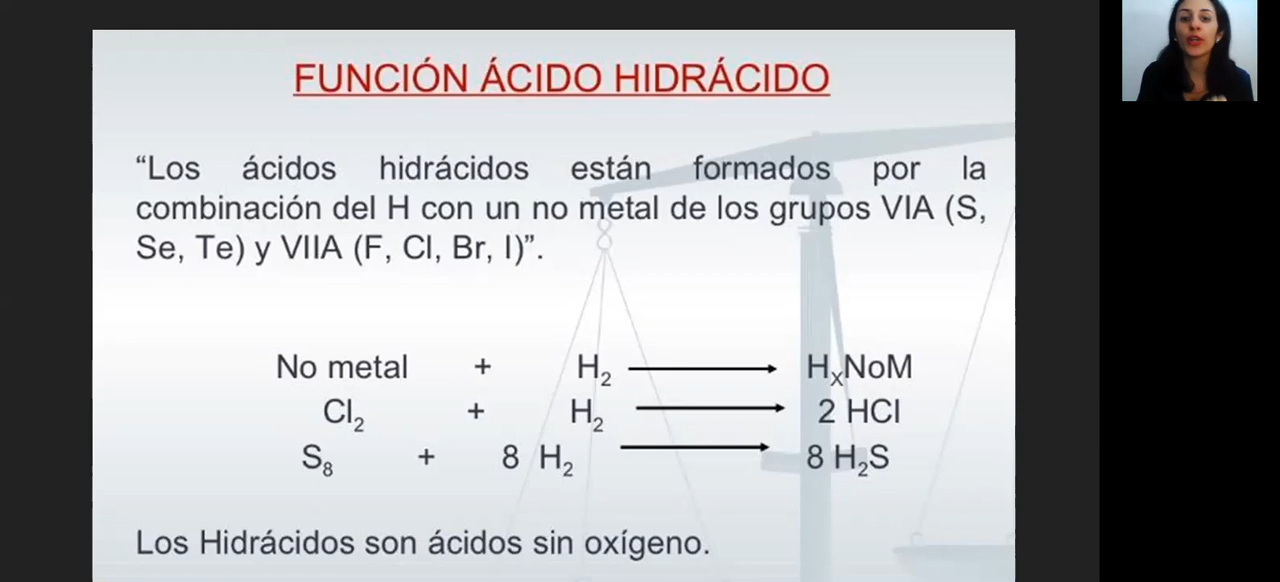 FUNCIÓN ÁCIDO HIDRÁCIDO
“Los ácidos hidrácidos están formados por la
combinación del H con un no metal de los grupos VIA (S,
Se, Te) y VIIA (F, Cl, Br, I)”.
No metal + H₂ ⟶ HₓNoM
Cl₂ + H₂ ⟶ 2 HCl
S₈ + 8 H₂ ⟶ 8 H₂S
Los Hidrácidos son ácidos sin oxígeno.